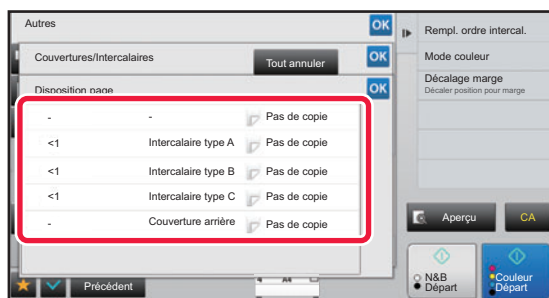 Autres
OK
Couvertures/Intercalaires
Tout annuler
OK
Disposition page
OK
- - Pas de copie
<1 Intercalaire type A Pas de copie
<1 Intercalaire type B Pas de copie
<1 Intercalaire type C Pas de copie
- Couverture arrière Pas de copie
Précédent
A4
Rempl. ordre intercal.
Mode couleur
Décalage marge
Décaler position pour marge
Aperçu
CA
N&B
Départ
Couleur
Départ